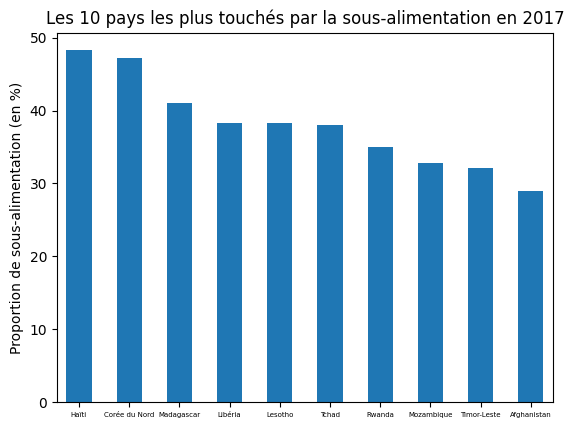 Les 10 pays les plus touchés par la sous-alimentation en 2017
Proportion de sous-alimentation (en %)
50
40
30
20
10
0
Haïti Corée du Nord Madagascar Libéria Lesotho Tchad Rwanda Mozambique Timor-Leste Afghanistan